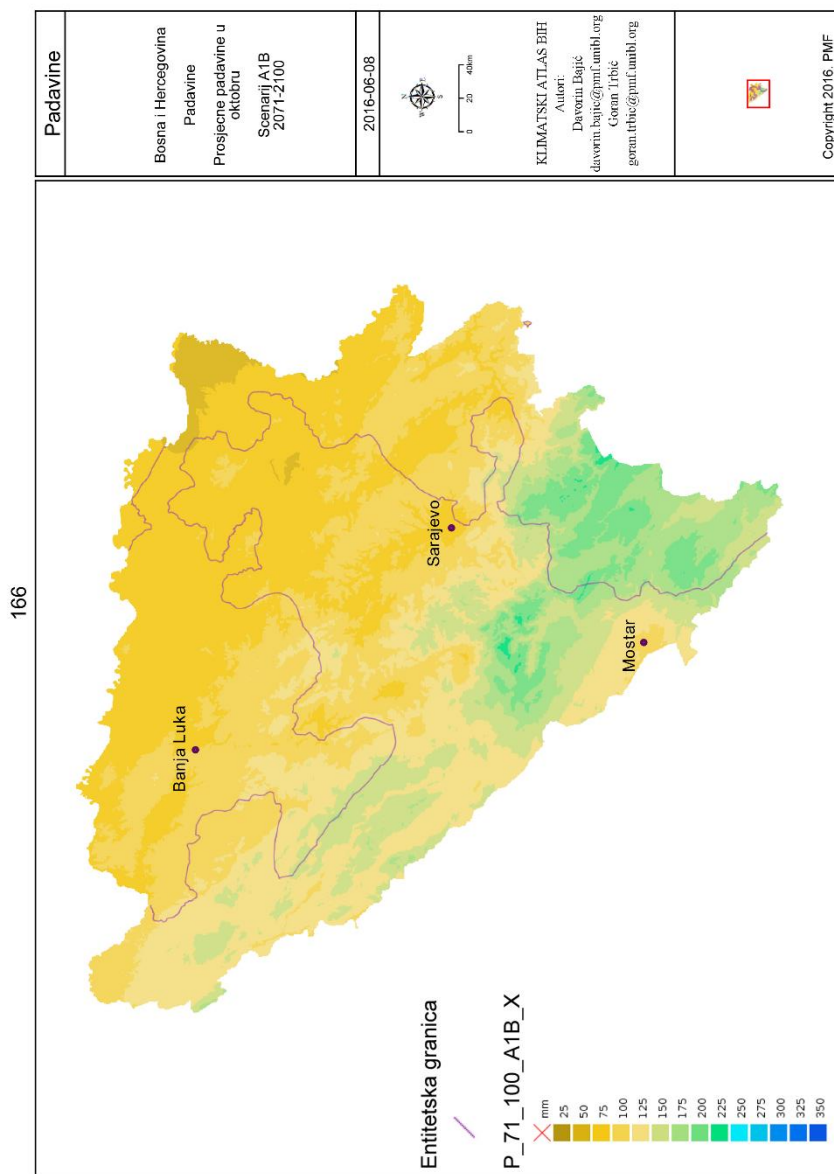 166
Padavine
Bosna i Hercegovina
Padavine
Prosjecne padavine u
oktobru
Scenarij A1B
2071-2100
2016-06-08
N
W
E
S
0 20 40km
KLIMATSKI ATLAS BIH
Autori:
Davorin Bajić
davorin.bajic@pmf.unibl.org
Goran Trbić
goran.trbic@pmf.unibl.org
Copyright 2016. PMF
Banja Luka
Sarajevo
Mostar
Entitetska granica
P_71_100_A1B_X
mm
25
50
75
100
125
150
175
200
225
250
275
300
325
350